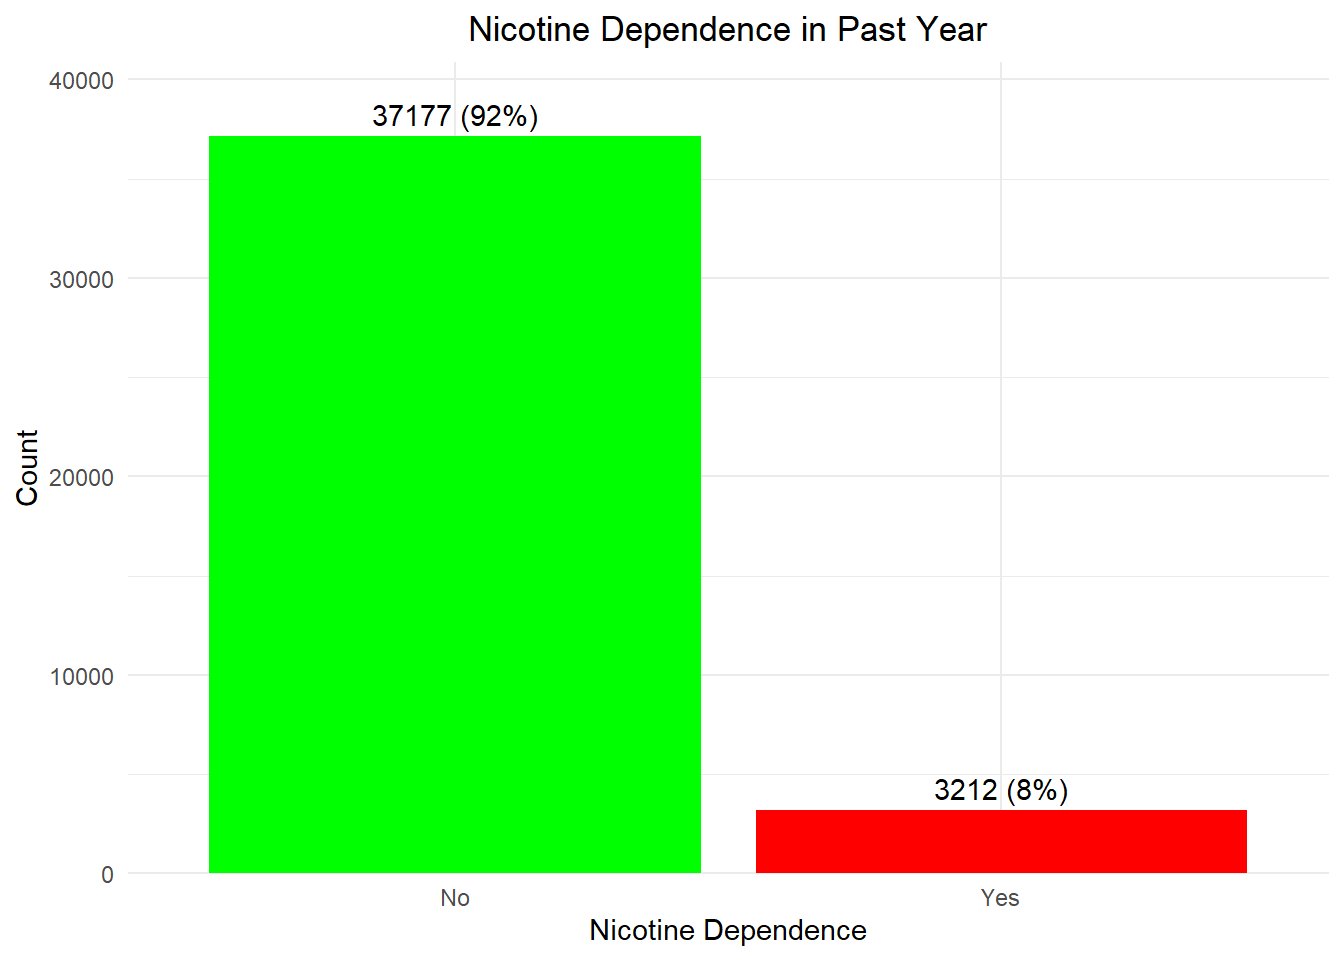 Nicotine Dependence in Past Year
40000
37177 (92%)
30000
20000
Count
10000
3212 (8%)
0
No
Yes
Nicotine Dependence